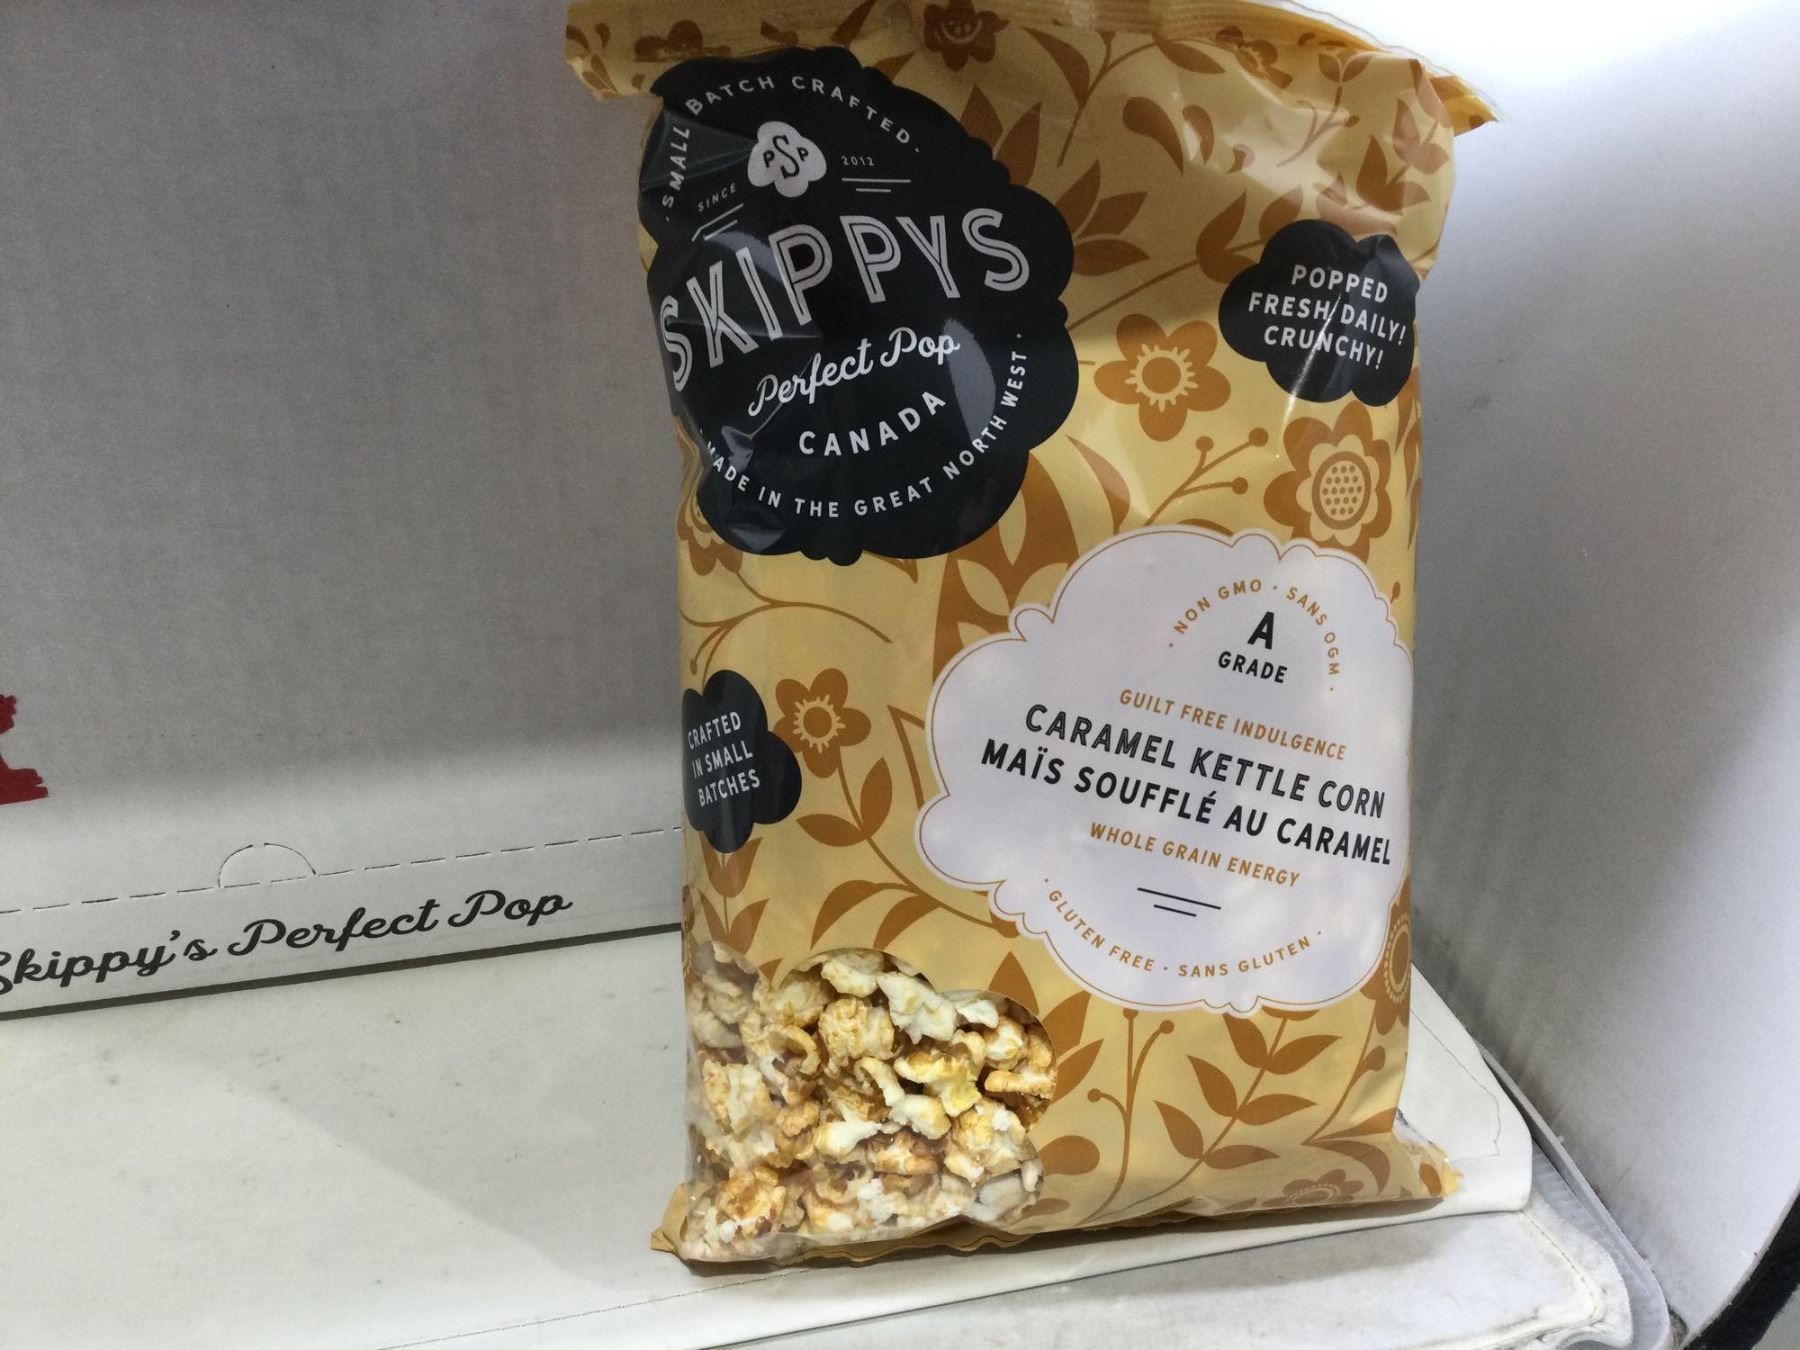 · SMALL BATCH CRAFTED ·
PSP
SINCE 2012
SKIPPYS
Perfect Pop
CANADA
· MADE IN THE GREAT NORTH WEST ·
POPPED
FRESH DAILY!
CRUNCHY!
· NON GMO · SANS OGM ·
A
GRADE
GUILT FREE INDULGENCE
CARAMEL KETTLE CORN
MAÏS SOUFFLÉ AU CARAMEL
WHOLE GRAIN ENERGY
· GLUTEN FREE · SANS GLUTEN ·
CRAFTED
IN SMALL
BATCHES
Skippy's Perfect Pop